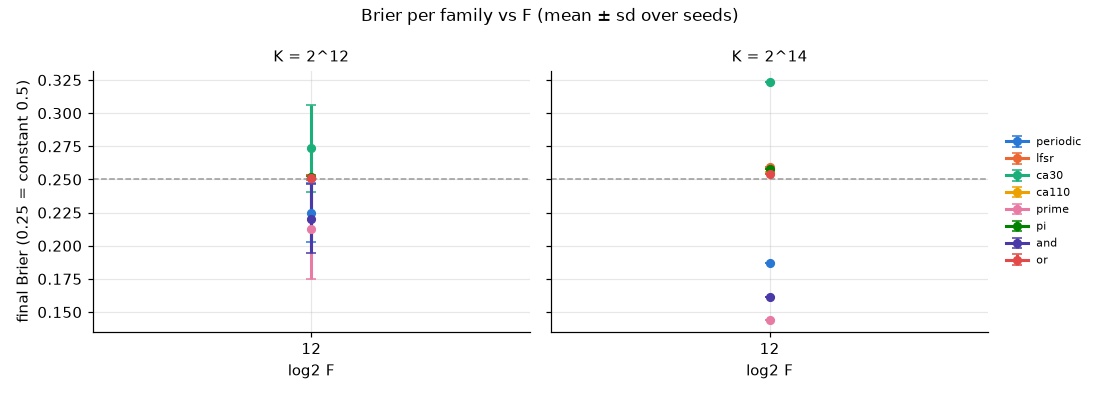 Brier per family vs F (mean ± sd over seeds)
K = 2^12
K = 2^14
final Brier (0.25 = constant 0.5)
0.325
0.300
0.275
0.250
0.225
0.200
0.175
0.150
12
12
log2 F
log2 F
periodic
lfsr
ca30
ca110
prime
pi
and
or